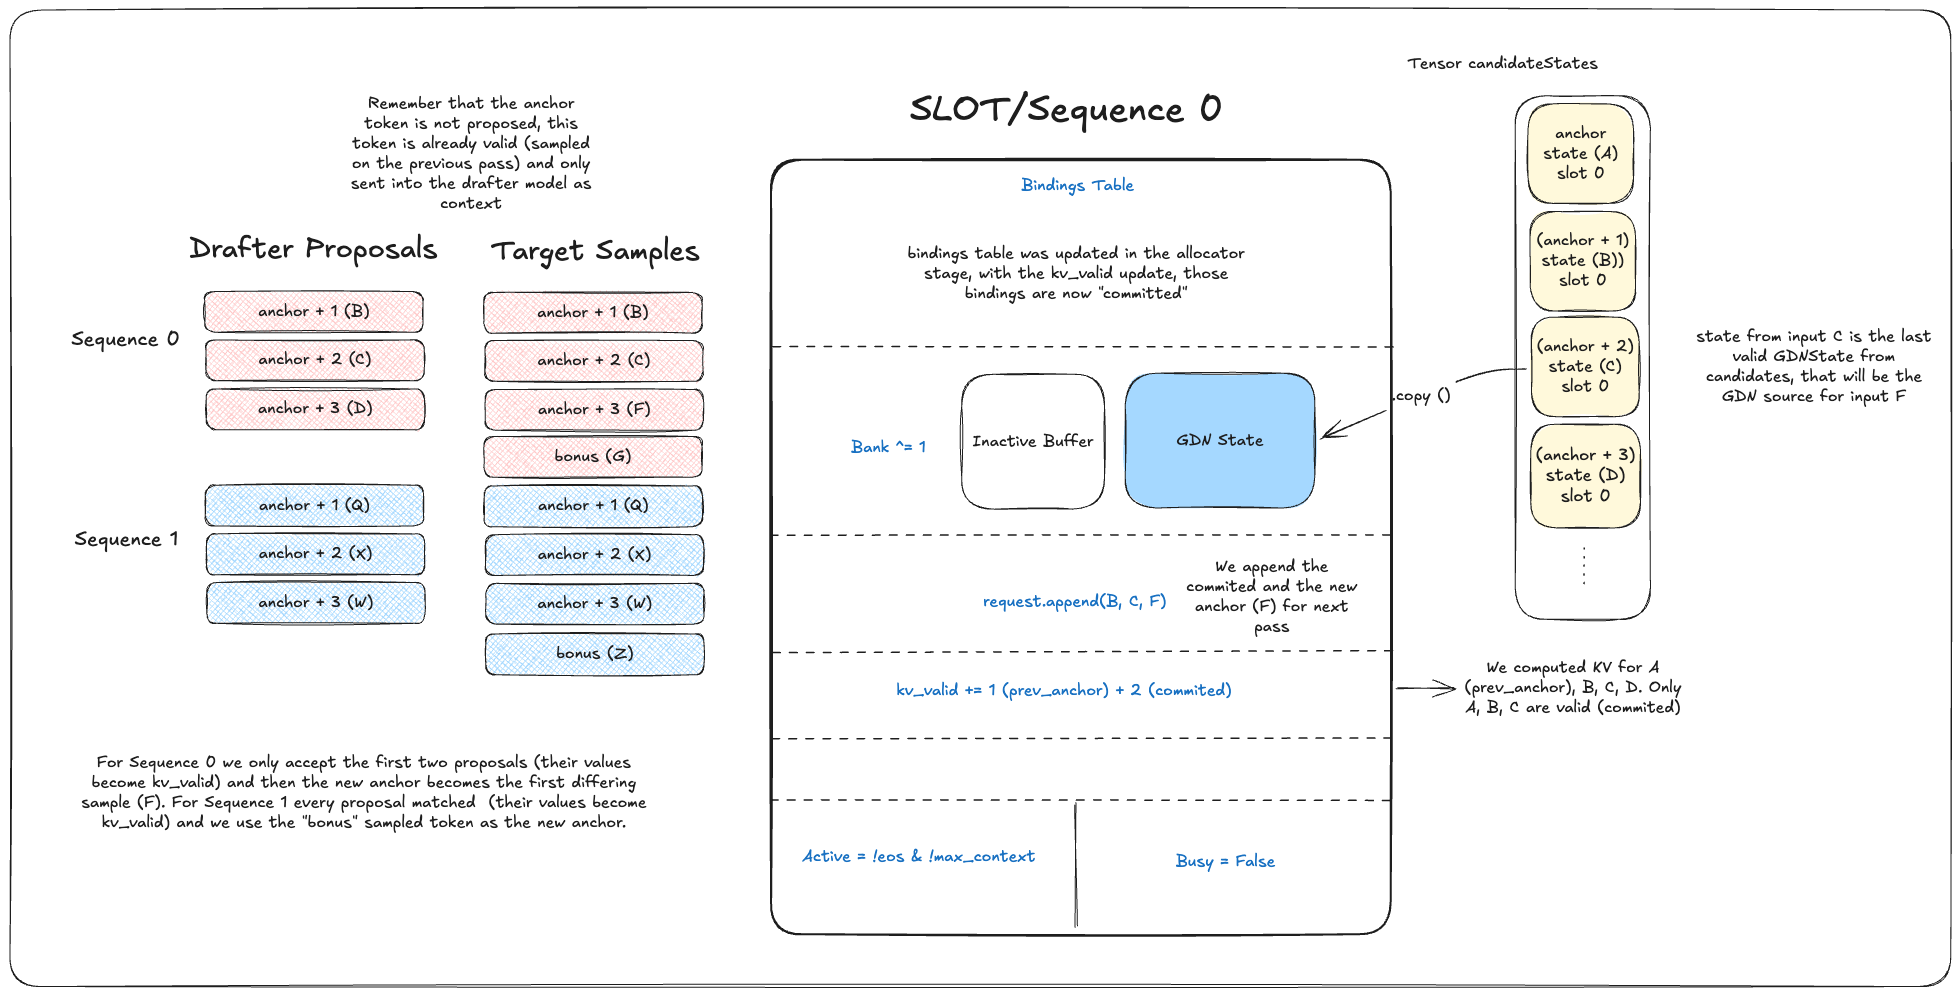 Remember that the anchor
token is not proposed, this
token is already valid (sampled
on the previous pass) and only
sent into the drafter model as
context
Drafter Proposals
Target Samples
Sequence 0
anchor + 1 (B)
anchor + 2 (C)
anchor + 3 (D)
anchor + 1 (B)
anchor + 2 (C)
anchor + 3 (F)
bonus (G)
Sequence 1
anchor + 1 (Q)
anchor + 2 (X)
anchor + 3 (W)
anchor + 1 (Q)
anchor + 2 (X)
anchor + 3 (W)
bonus (Z)
For Sequence 0 we only accept the first two proposals (their values
become kv_valid) and then the new anchor becomes the first differing
sample (F). For Sequence 1 every proposal matched (their values become
kv_valid) and we use the "bonus" sampled token as the new anchor.
SLOT/Sequence 0
Bindings Table
bindings table was updated in the allocator
stage, with the kv_valid update, those
bindings are now "committed"
Bank ^= 1
Inactive Buffer
GDN State
.copy ()
request.append(B, C, F)
We append the
commited and the new
anchor (F) for next
pass
kv_valid += 1 (prev_anchor) + 2 (commited)
Active = !eos & !max_context
Busy = False
Tensor candidateStates
anchor
state (A)
slot 0
(anchor + 1)
state (B))
slot 0
(anchor + 2)
state (C)
slot 0
(anchor + 3)
state (D)
slot 0
state from input C is the last
valid GDNState from
candidates, that will be the
GDN source for input F
We computed KV for A
(prev_anchor), B, C, D. Only
A, B, C are valid (commited)